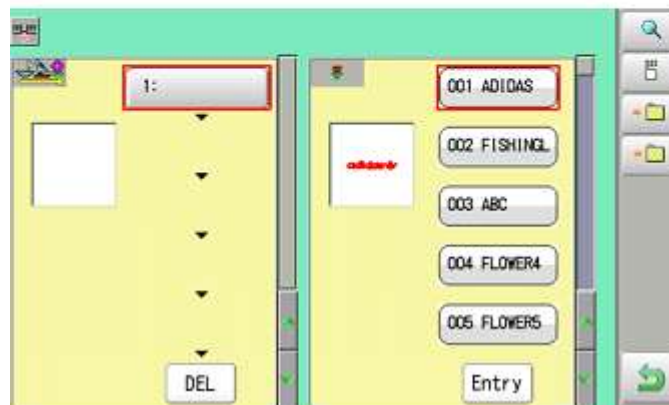 1:
DEL
001 ADIDAS
002 FISHINGL
003 ABC
004 FLOWER4
005 FLOWER5
Entry